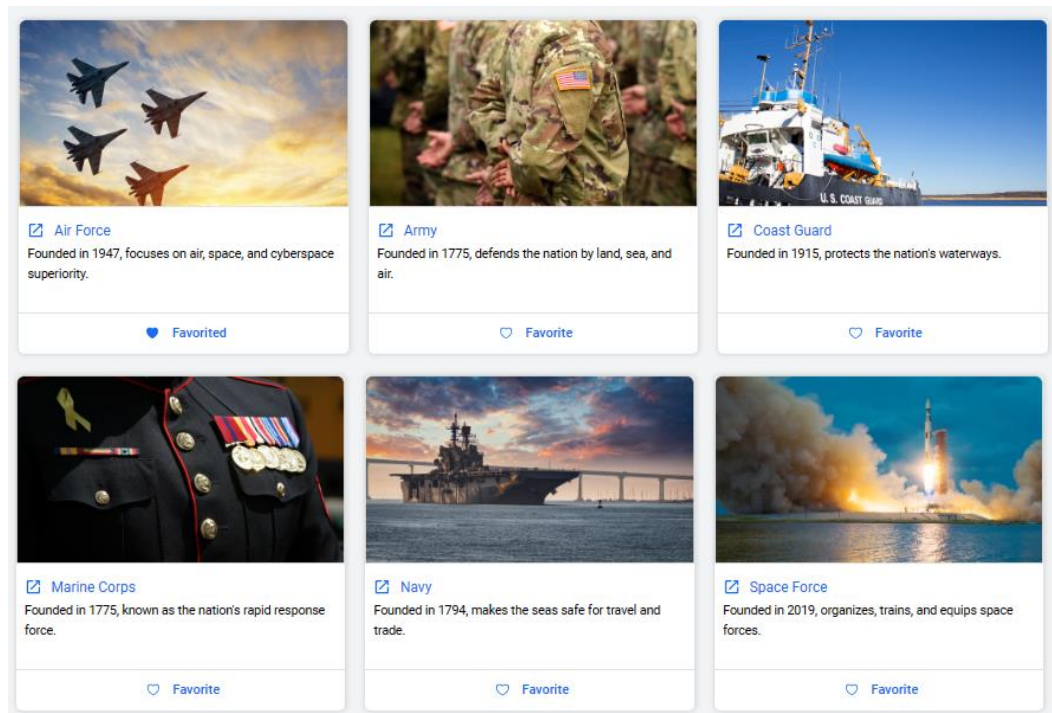 U. S. COAST GUARD
Air Force
Founded in 1947, focuses on air, space, and cyberspace
superiority.
Favorited
Army
Founded in 1775, defends the nation by land, sea, and
air.
Favorite
Coast Guard
Founded in 1915, protects the nation's waterways.
Favorite
Marine Corps
Founded in 1775, known as the nation's rapid response
force.
Favorite
Navy
Founded in 1794, makes the seas safe for travel and
trade.
Favorite
Space Force
Founded in 2019, organizes, trains, and equips space
forces.
Favorite